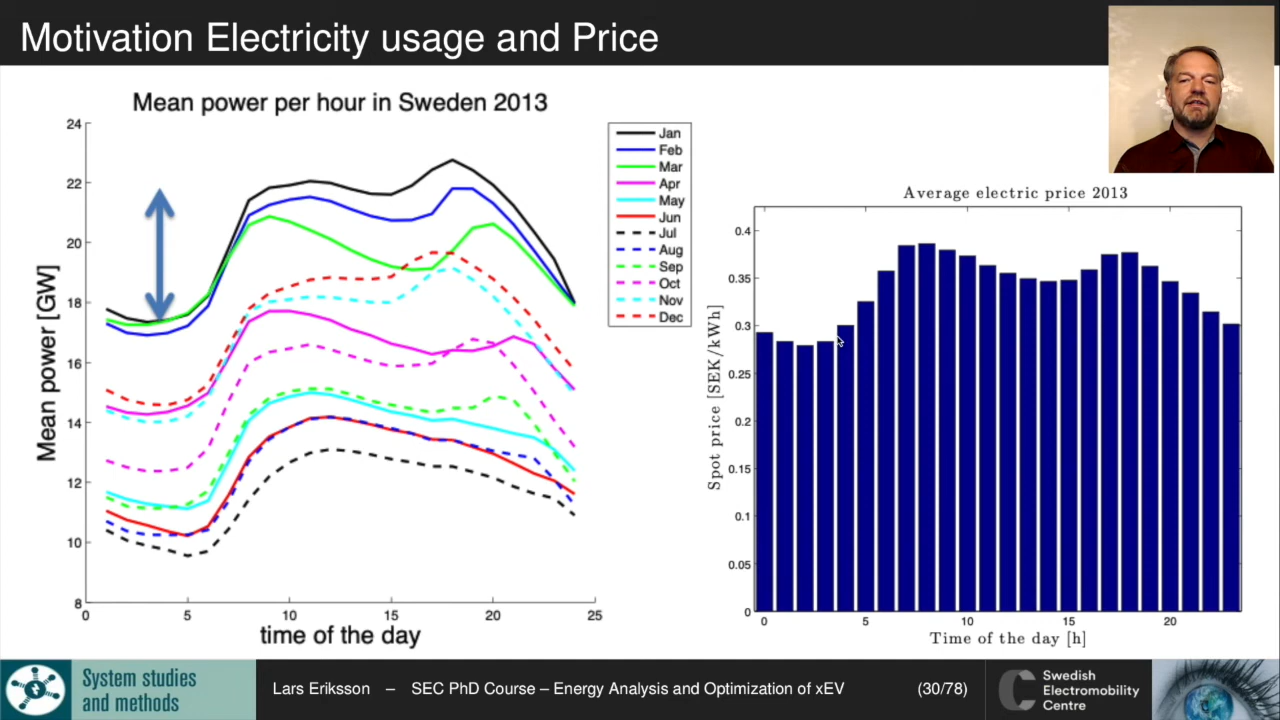 Motivation Electricity usage and Price
Mean power per hour in Sweden 2013
24
22
20
18
16
14
12
10
8
Mean power [GW]
0 5 10 15 20 25
time of the day
Jan
Feb
Mar
Apr
May
Jun
Jul
Aug
Sep
Oct
Nov
Dec
Average electric price 2013
0.4
0.35
0.3
0.25
0.2
0.15
0.1
0.05
0
Spot price [SEK/kWh]
0 5 10 15 20
Time of the day [h]
System studies
and methods
Lars Eriksson – SEC PhD Course – Energy Analysis and Optimization of xEV (30/78)
Swedish
Electromobility
Centre